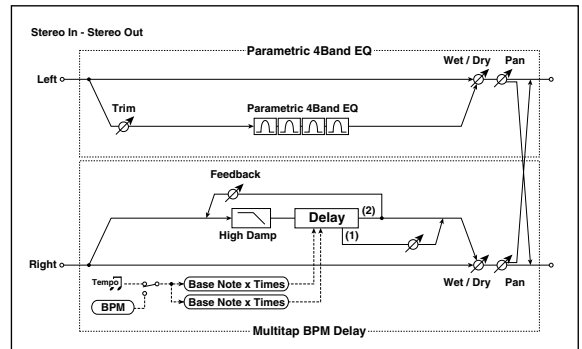 Stereo In - Stereo Out
Parametric 4Band EQ
Wet / Dry
Pan
Left
Trim
Parametric 4Band EQ
Feedback
High Damp
Delay
(2)
(1)
Right
Wet / Dry
Pan
Tempo
Base Note x Times
BPM
Base Note x Times
Multitap BPM Delay